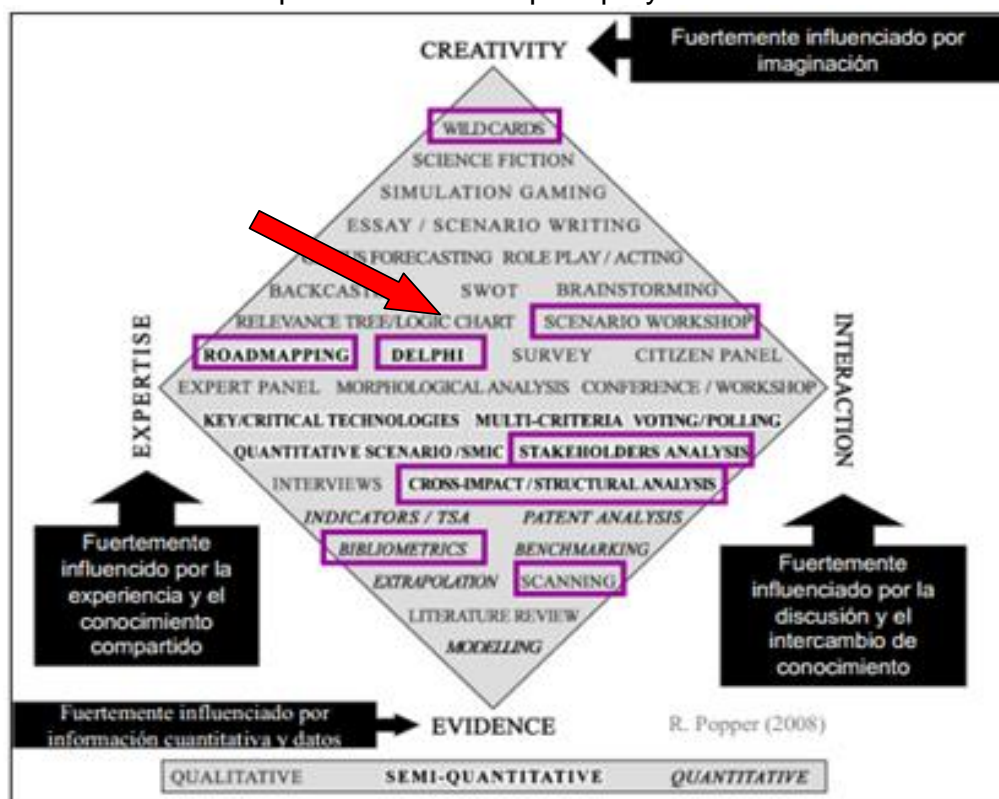 CREATIVITY
Fuertemente influenciado por
imaginación
WILD CARDS
SCIENCE FICTION
SIMULATION GAMING
ESSAY / SCENARIO WRITING
FORECASTING ROLE PLAY / ACTING
SWOT BRAINSTORMING
RELEVANCE TREE/LOGIC CHART SCENARIO WORKSHOP
ROADMAPPING DELPHI SURVEY CITIZEN PANEL
EXPERT PANEL MORPHOLOGICAL ANALYSIS CONFERENCE / WORKSHOP
KEY/CRITICAL TECHNOLOGIES MULTI-CRITERIA VOTING/POLLING
QUANTITATIVE SCENARIO /SMIC STAKEHOLDERS ANALYSIS
INTERVIEWS CROSS-IMPACT / STRUCTURAL ANALYSIS
INDICATORS / TSA PATENT ANALYSIS
BIBLIOMETRICS BENCHMARKING
EXTRAPOLATION SCANNING
LITERATURE REVIEW
MODELLING
EXPERTISE
INTERACTION
Fuertemente
influencido por la
experiencia y el
conocimiento
compartido
Fuertemente
influenciado por la
discusión y el
intercambio de
conocimiento
Fuertemente influenciado por
información cuantitativa y datos
EVIDENCE
R. Popper (2008)
QUALITATIVE SEMI-QUANTITATIVE QUANTITATIVE